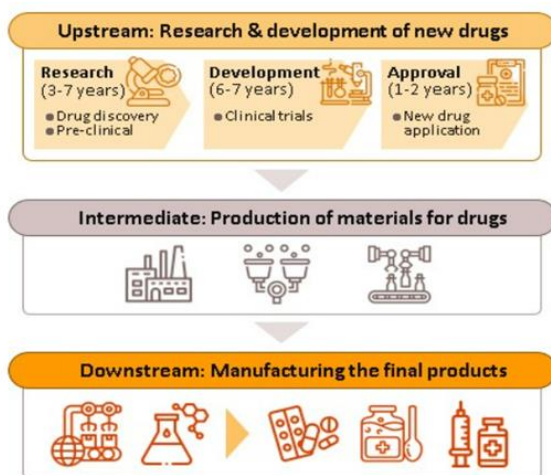 Upstream: Research & development of new drugs
Research
(3-7 years)
Drug discovery
Pre-clinical
Development
(6-7 years)
Clinical trials
Approval
(1-2 years)
New drug
application
Intermediate: Production of materials for drugs
Downstream: Manufacturing the final products